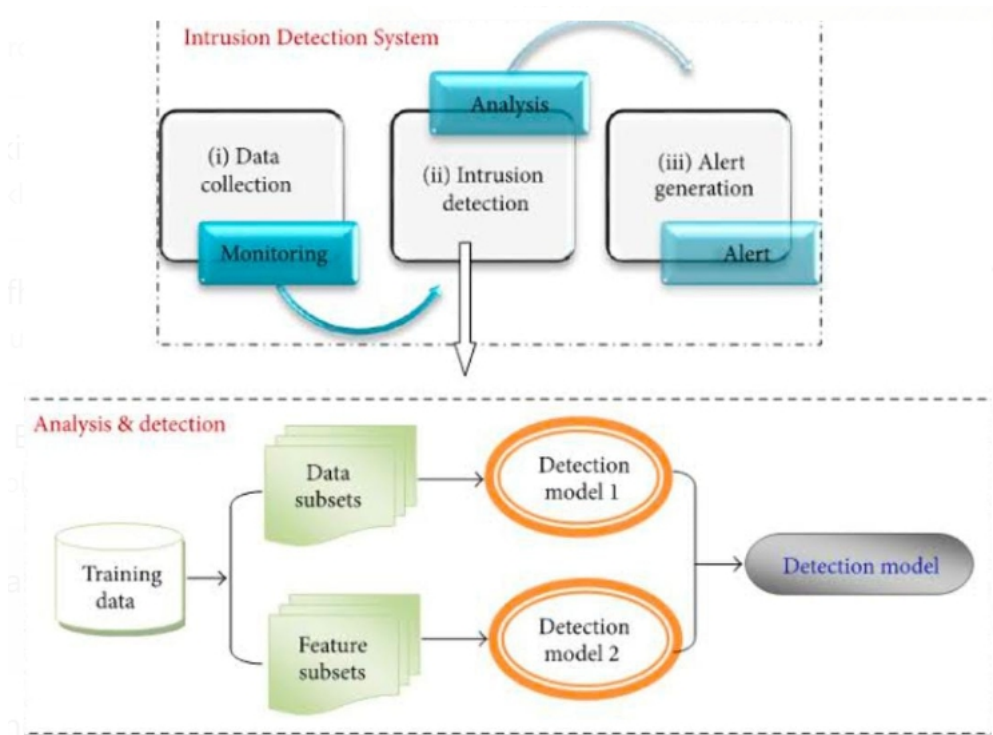 Intrusion Detection System
Analysis
(i) Data
collection
(ii) Intrusion
detection
(iii) Alert
generation
Monitoring
Alert
Analysis & detection
Data
subsets
Detection
model 1
Training
data
Detection model
Feature
subsets
Detection
model 2